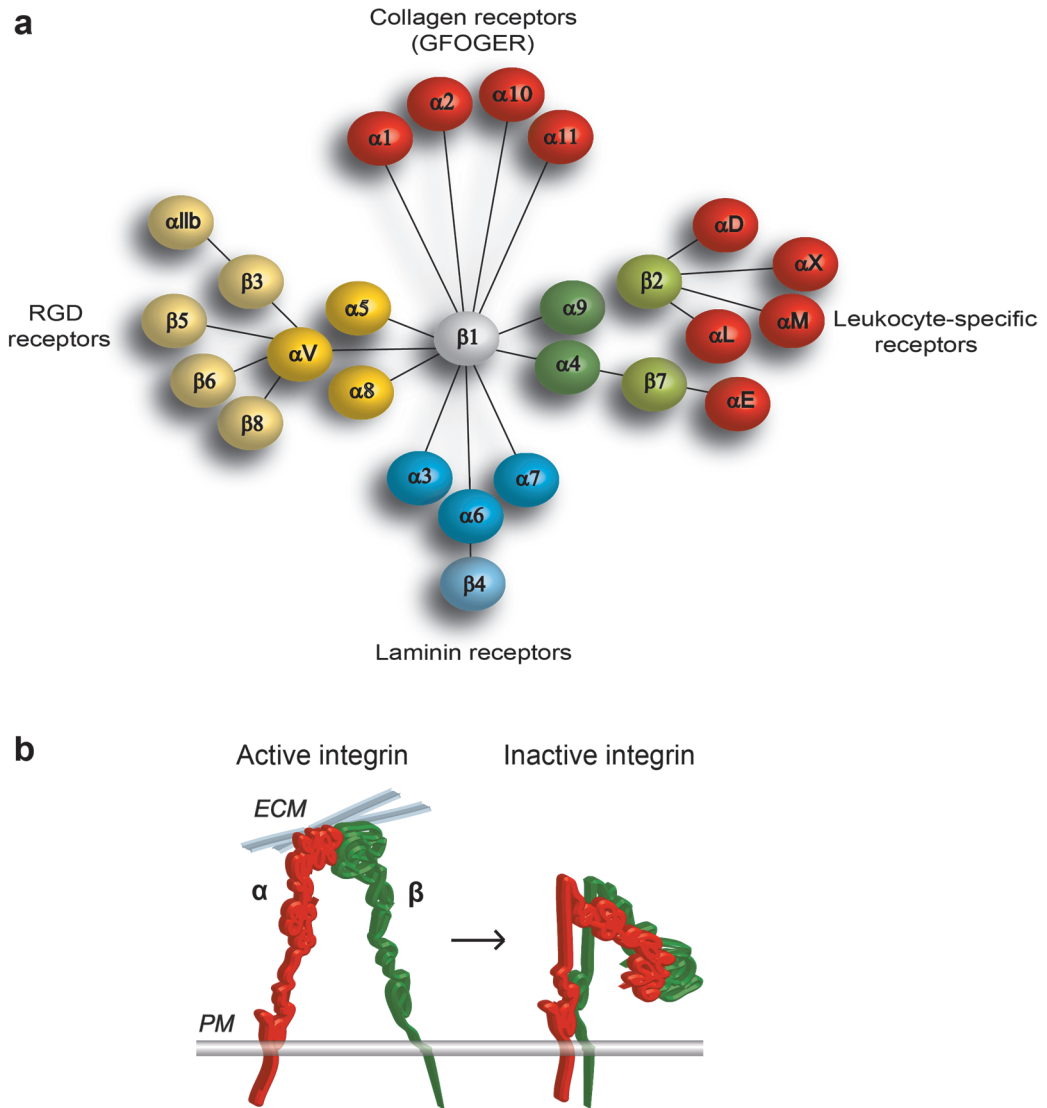 a
Collagen receptors
(GFOGER)
α1
α2
α10
α11
αIIb
β3
β5
β6
β8
αV
α5
α8
RGD
receptors
β1
α9
α4
β2
β7
αD
αX
αM
αL
αE
Leukocyte-specific
receptors
α3
α6
α7
β4
Laminin receptors
b
Active integrin
Inactive integrin
ECM
α
β
PM